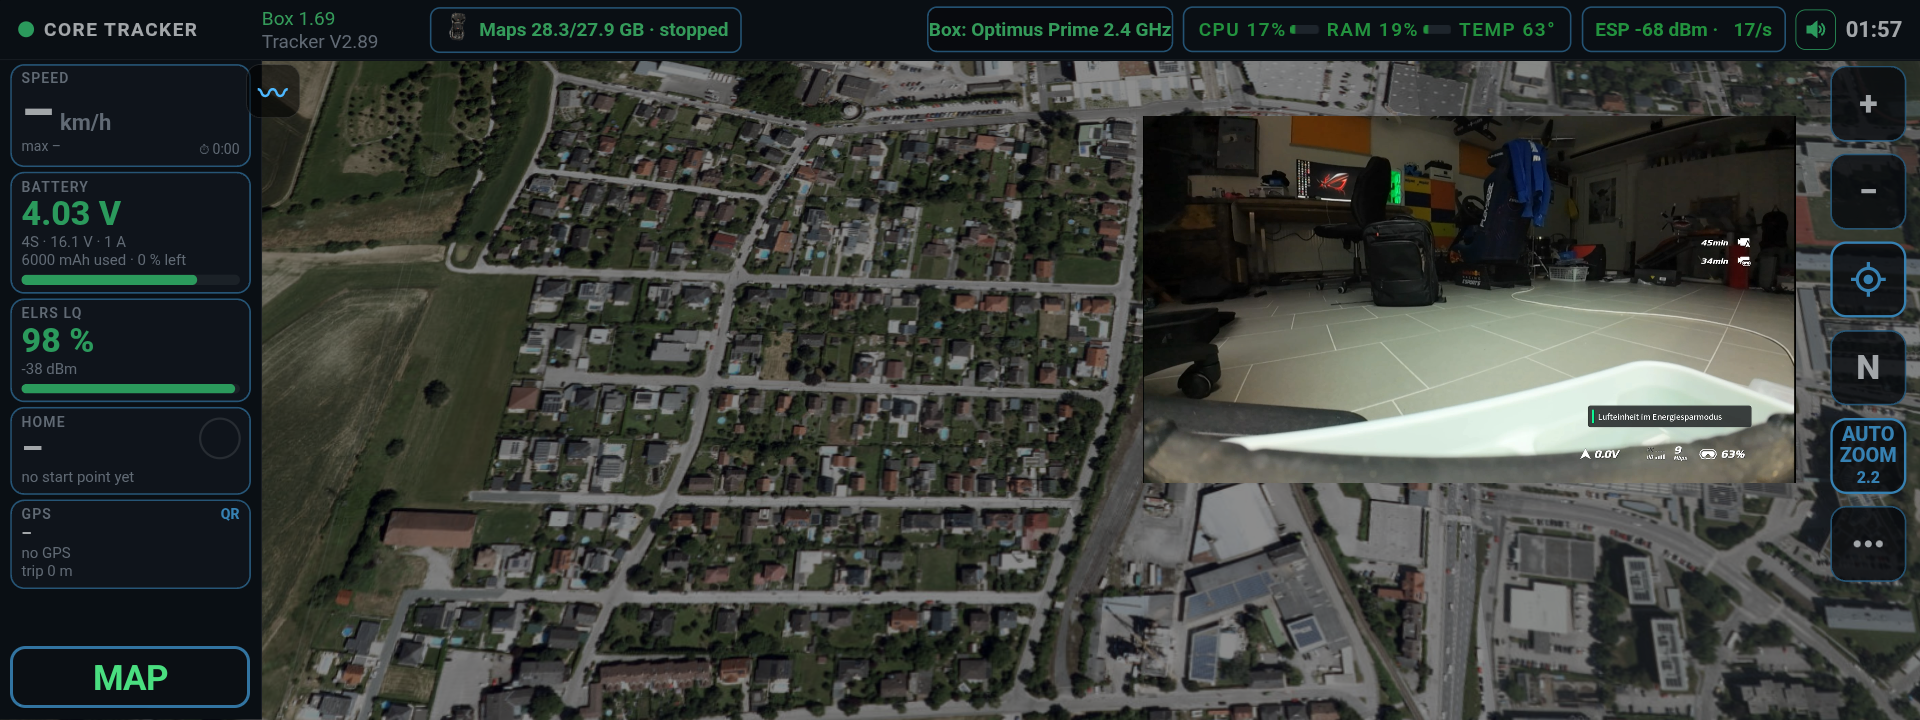 CORE TRACKER
Box 1.69
Tracker V2.89
Maps 28.3/27.9 GB · stopped
Box: Optimus Prime 2.4 GHz
CPU 17%
RAM 19%
TEMP 63°
ESP -68 dBm · 17/s
01:57
SPEED
– km/h
max –
0:00
BATTERY
4.03 V
4S · 16.1 V · 1 A
6000 mAh used · 0 % left
ELRS LQ
98 %
-38 dBm
HOME
–
no start point yet
GPS
QR
–
no GPS
trip 0 m
MAP
45min
34min
Lufteinheit im Energiesparmodus
0.0V
9
Mbps
63%
+
−
N
AUTO
ZOOM
2.2
•••